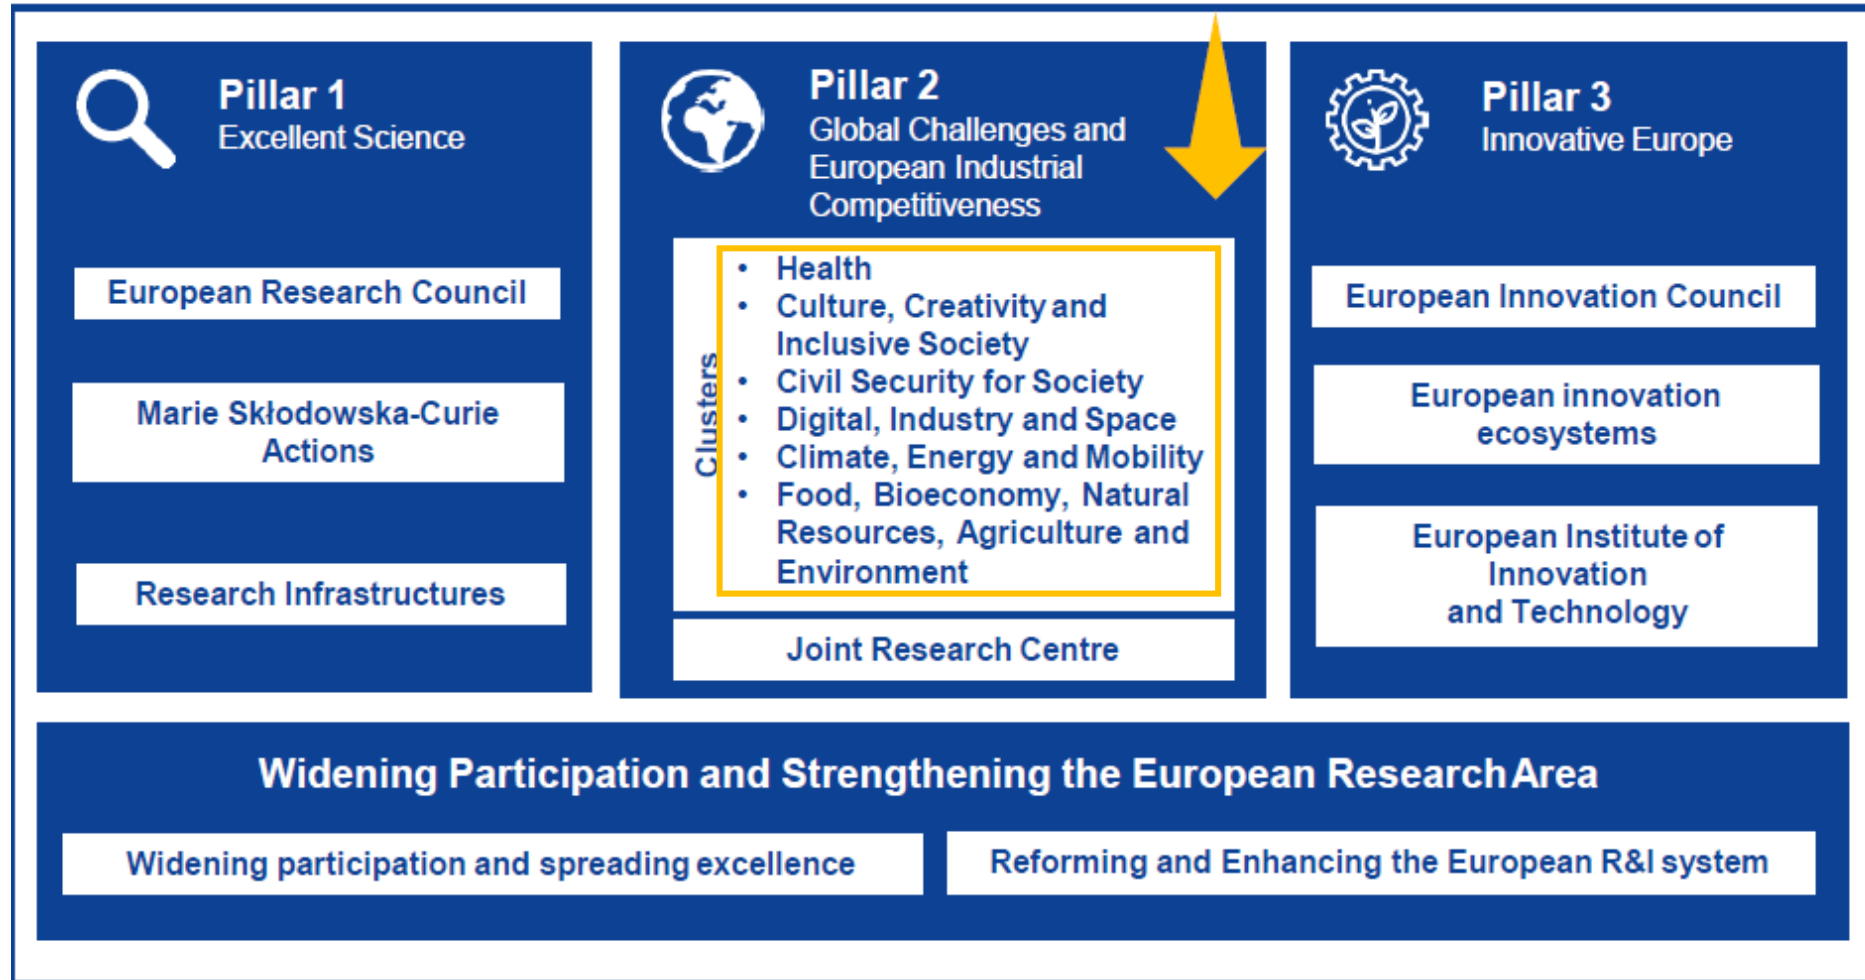 Pillar 1
Excellent Science
European Research Council
Marie Skłodowska-Curie
Actions
Research Infrastructures
Pillar 2
Global Challenges and
European Industrial
Competitiveness
Clusters
• Health
• Culture, Creativity and
Inclusive Society
• Civil Security for Society
• Digital, Industry and Space
• Climate, Energy and Mobility
• Food, Bioeconomy, Natural
Resources, Agriculture and
Environment
Joint Research Centre
Pillar 3
Innovative Europe
European Innovation Council
European innovation
ecosystems
European Institute of
Innovation
and Technology
Widening Participation and Strengthening the European Research Area
Widening participation and spreading excellence
Reforming and Enhancing the European R&I system